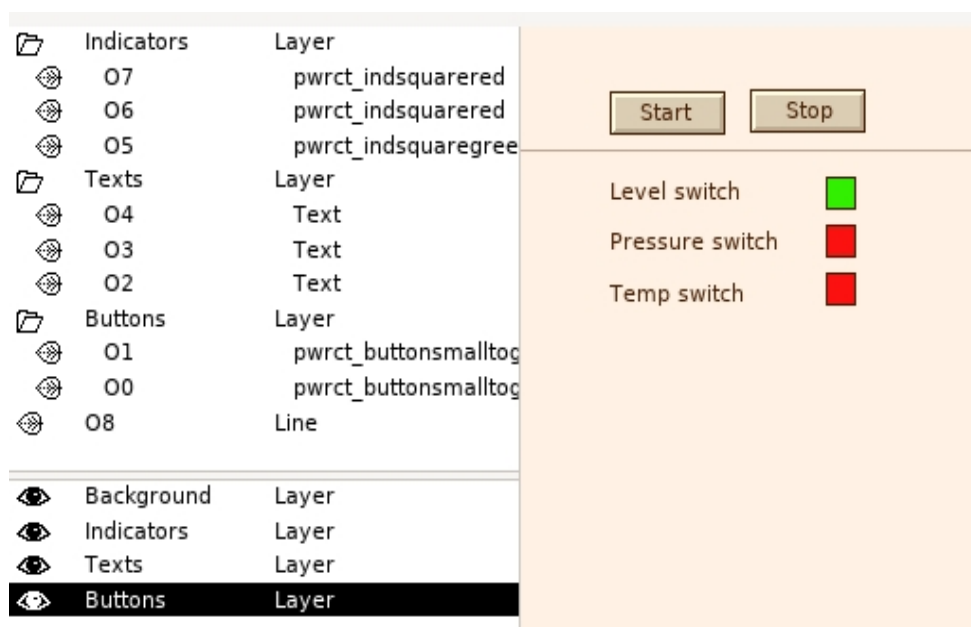 Indicators Layer
O7 pwrct_indsquarered
O6 pwrct_indsquarered
O5 pwrct_indsquaregree
Texts Layer
O4 Text
O3 Text
O2 Text
Buttons Layer
O1 pwrct_buttonsmalltog
O0 pwrct_buttonsmalltog
O8 Line
Background Layer
Indicators Layer
Texts Layer
Buttons Layer
Start Stop
Level switch
Pressure switch
Temp switch